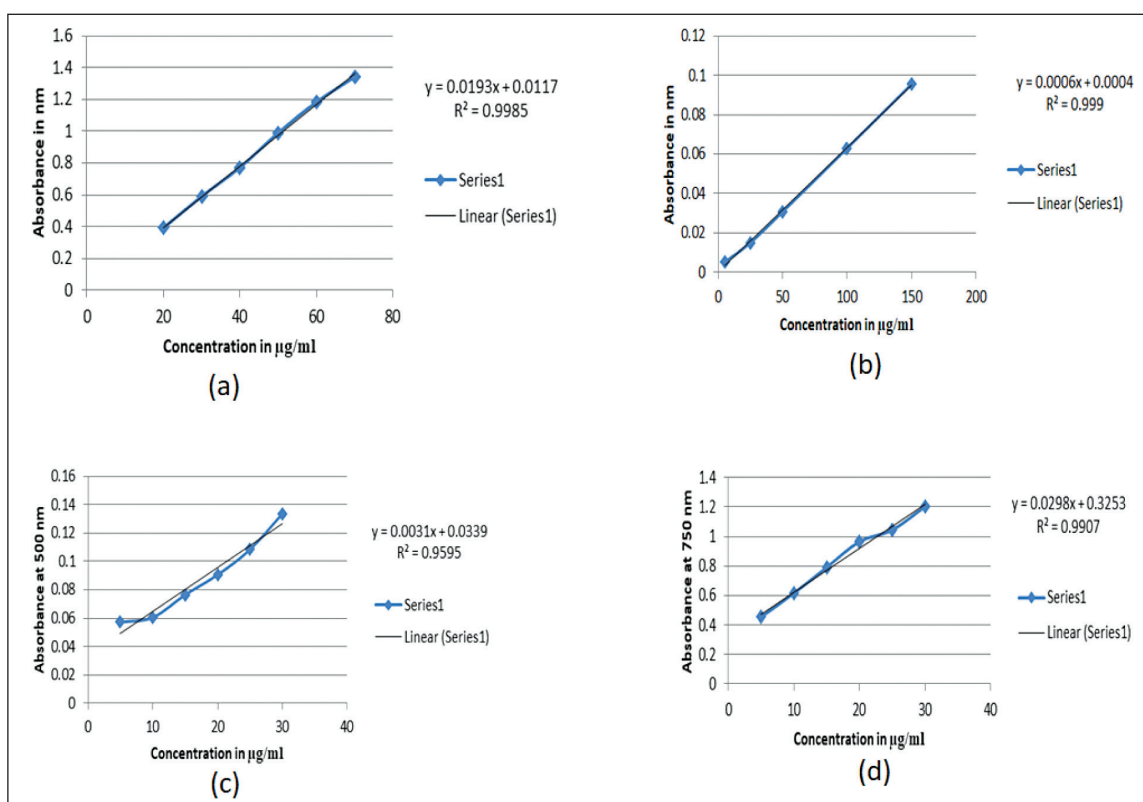 1.6
1.4
1.2
1
0.8
0.6
0.4
0.2
0
0 20 40 60 80
Absorbance in nm
Concentration in µg/ml
y = 0.0193x + 0.0117
R² = 0.9985
Series1
Linear (Series1)
(a)
0.12
0.1
0.08
0.06
0.04
0.02
0
0 50 100 150 200
Absorbance in nm
Concentration in µg/ml
y = 0.0006x + 0.0004
R² = 0.999
Series1
Linear (Series1)
(b)
0.16
0.14
0.12
0.1
0.08
0.06
0.04
0.02
0
0 10 20 30 40
Absorbance at 500 nm
Concentration in µg/ml
y = 0.0031x + 0.0339
R² = 0.9595
Series1
Linear (Series1)
(c)
1.4
1.2
1
0.8
0.6
0.4
0.2
0
0 10 20 30 40
Absorbance at 750 nm
Concentration in µg/ml
y = 0.0298x + 0.3253
R² = 0.9907
Series1
Linear (Series1)
(d)